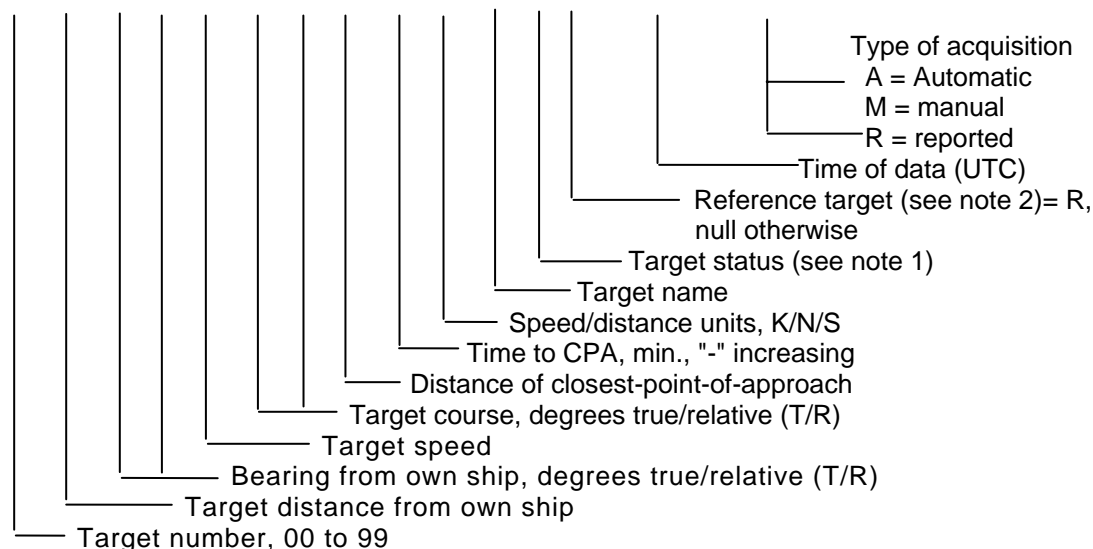 Type of acquisition
A = Automatic
M = manual
R = reported
Time of data (UTC)
Reference target (see note 2)= R,
null otherwise
Target status (see note 1)
Target name
Speed/distance units, K/N/S
Time to CPA, min., "-" increasing
Distance of closest-point-of-approach
Target course, degrees true/relative (T/R)
Target speed
Bearing from own ship, degrees true/relative (T/R)
Target distance from own ship
Target number, 00 to 99